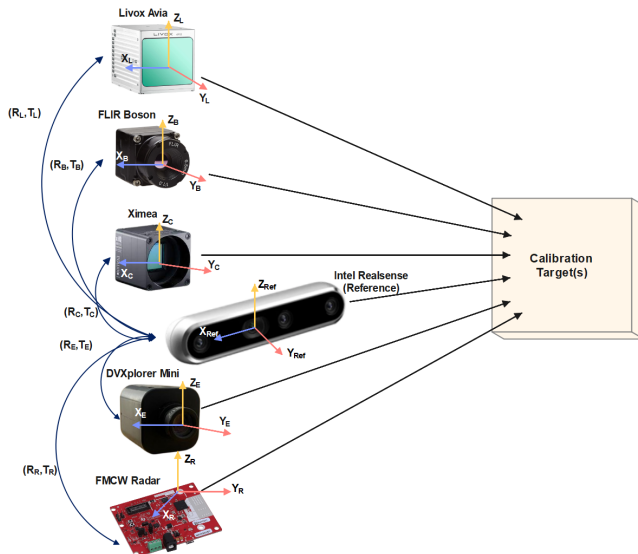 Livox Avia
Z_L
LIVOX
X_L
Y_L
(R_L,T_L)
FLIR Boson
Z_B
FLIR
X_B
Y_B
(R_B,T_B)
Ximea
Z_C
X_C
Y_C
(R_C,T_C)
Calibration
Target(s)
Intel Realsense
(Reference)
Z_Ref
X_Ref
Y_Ref
(R_E,T_E)
DVXplorer Mini
Z_E
X_E
Y_E
(R_R,T_R)
FMCW Radar
Z_R
Y_R
X_R